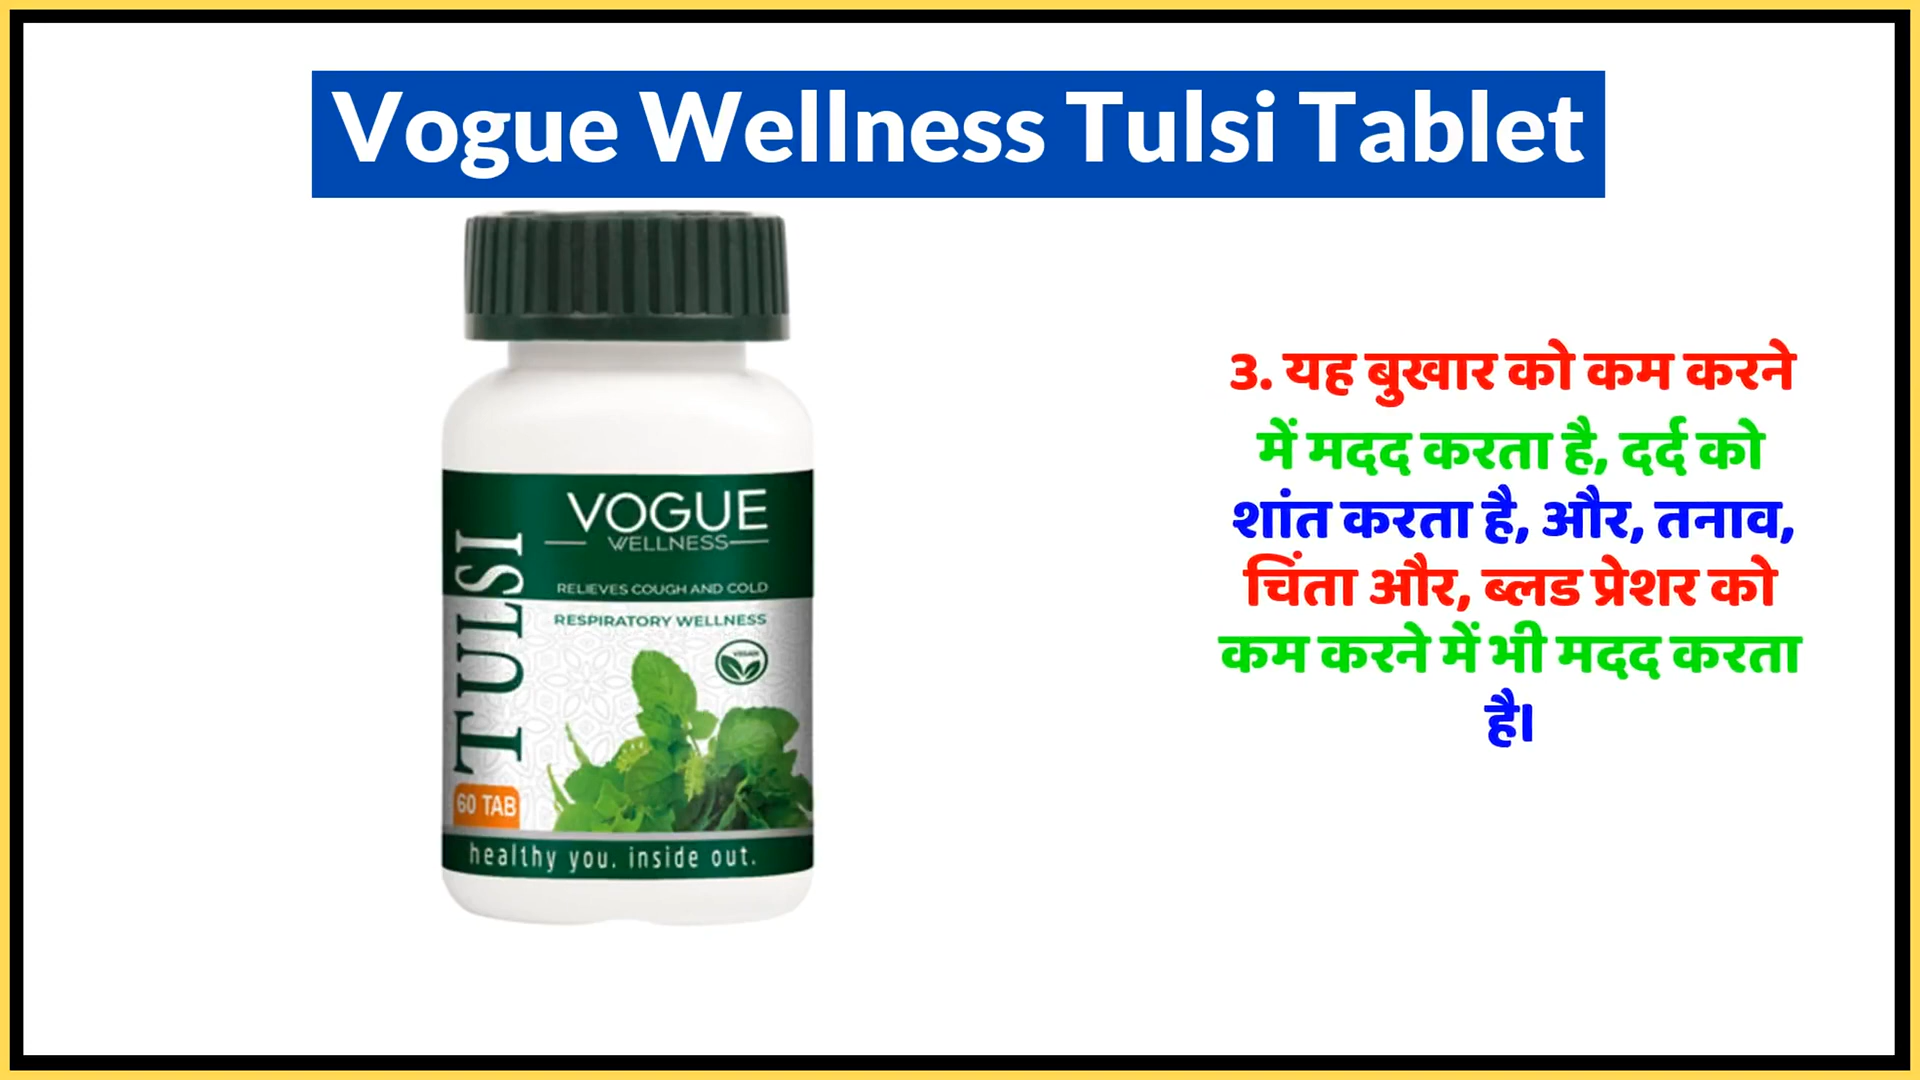 Vogue Wellness Tulsi Tablet
VOGUE
WELLNESS
RELIEVES COUGH AND COLD
RESPIRATORY WELLNESS
VEGAN
TULSI
60 TAB
healthy you. inside out.
3. यह बुखार को कम करने
में मदद करता है, दर्द को
शांत करता है, और, तनाव,
चिंता और, ब्लड प्रेशर को
कम करने में भी मदद करता
है।